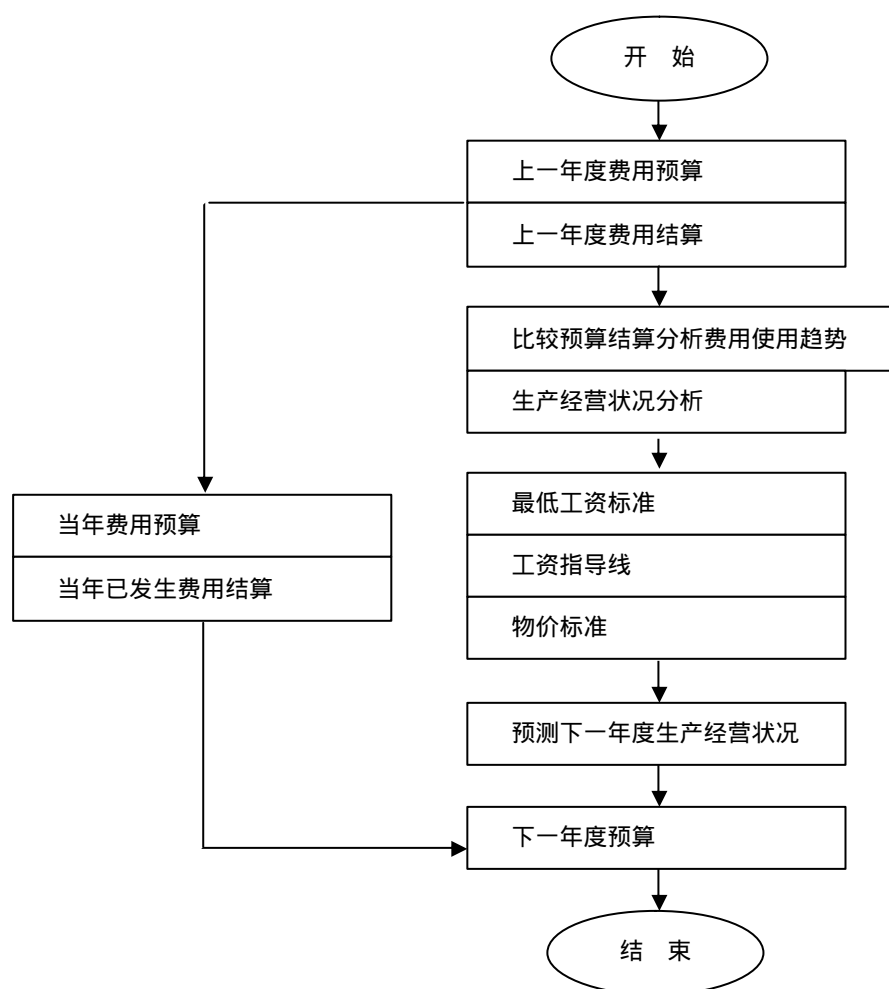 开 始
上一年度费用预算
上一年度费用结算
比较预算结算分析费用使用趋势
生产经营状况分析
最低工资标准
当年费用预算
工资指导线
当年已发生费用结算
物价标准
预测下一年度生产经营状况
下一年度预算
结 束